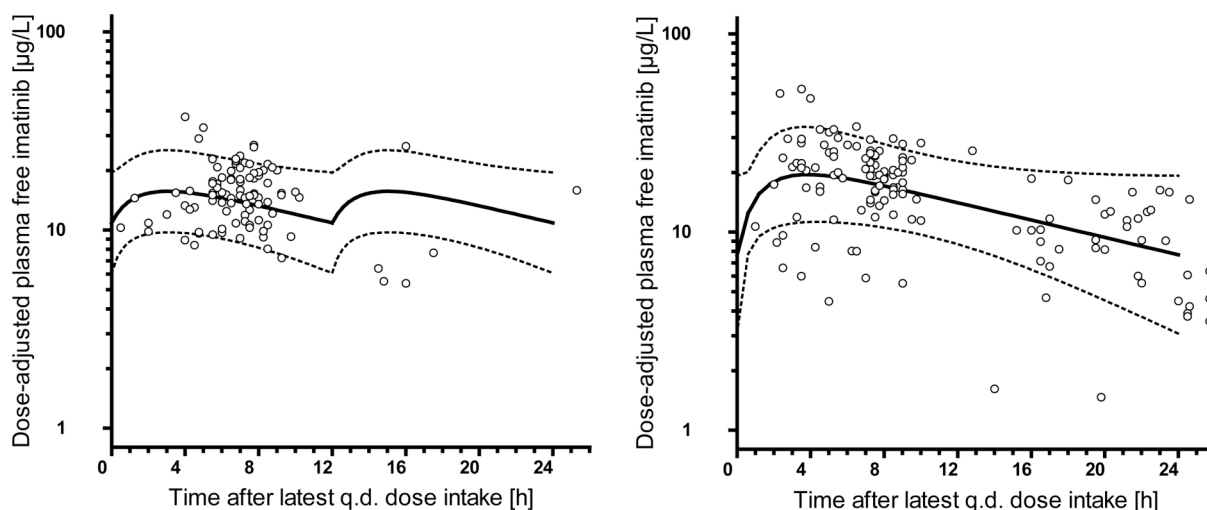 Dose-adjusted plasma free imatinib [µg/L]
100
10
1
0 4 8 12 16 20 24
Time after latest q.d. dose intake [h]
Dose-adjusted plasma free imatinib [µg/L]
100
10
1
0 4 8 12 16 20 24
Time after latest q.d. dose intake [h]